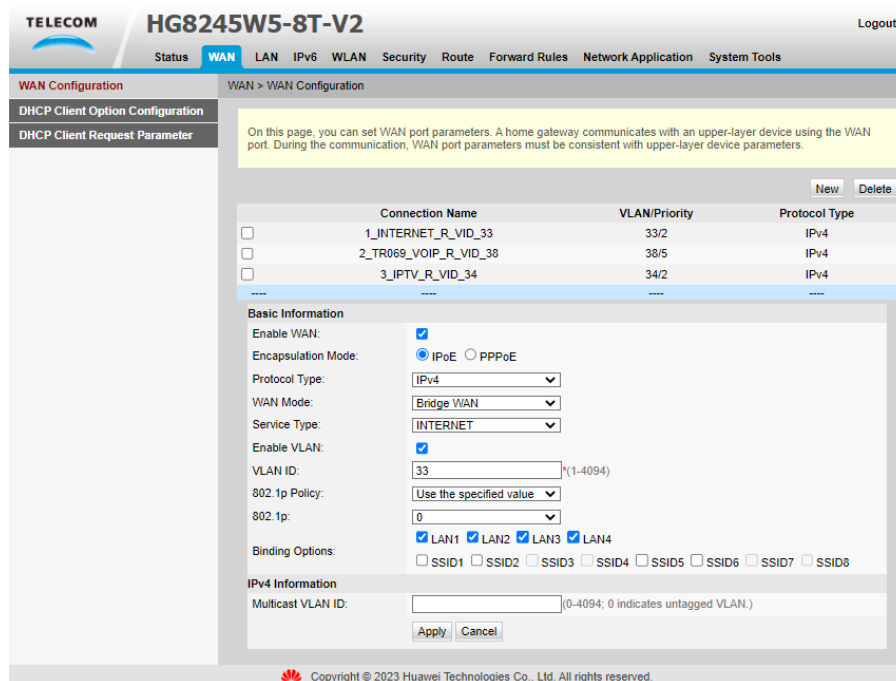 TELECOM
HG8245W5-8T-V2
Logout
Status WAN LAN IPv6 WLAN Security Route Forward Rules Network Application System Tools
WAN Configuration
WAN > WAN Configuration
DHCP Client Option Configuration
DHCP Client Request Parameter
On this page, you can set WAN port parameters. A home gateway communicates with an upper-layer device using the WAN
port. During the communication, WAN port parameters must be consistent with upper-layer device parameters.
New Delete
Connection Name VLAN/Priority Protocol Type
1_INTERNET_R_VID_33 33/2 IPv4
2_TR069_VOIP_R_VID_38 38/5 IPv4
3_IPTV_R_VID_34 34/2 IPv4
---- ---- ---- ----
Basic Information
Enable WAN:
Encapsulation Mode: IPoE PPPoE
Protocol Type: IPv4
WAN Mode: Bridge WAN
Service Type: INTERNET
Enable VLAN:
VLAN ID: 33 *(1-4094)
802.1p Policy: Use the specified value
802.1p: 0
Binding Options: LAN1 LAN2 LAN3 LAN4
SSID1 SSID2 SSID3 SSID4 SSID5 SSID6 SSID7 SSID8
IPv4 Information
Multicast VLAN ID: (0-4094; 0 indicates untagged VLAN.)
Apply Cancel
Copyright © 2023 Huawei Technologies Co., Ltd. All rights reserved.